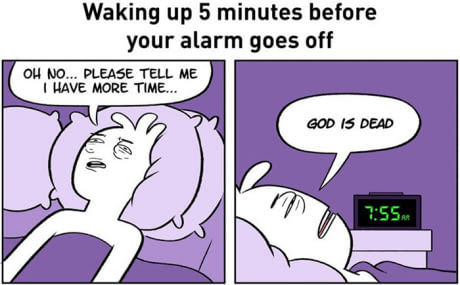 Waking up 5 minutes before
your alarm goes off
OH NO... PLEASE TELL ME
I HAVE MORE TIME...
GOD IS DEAD
7:55 AM